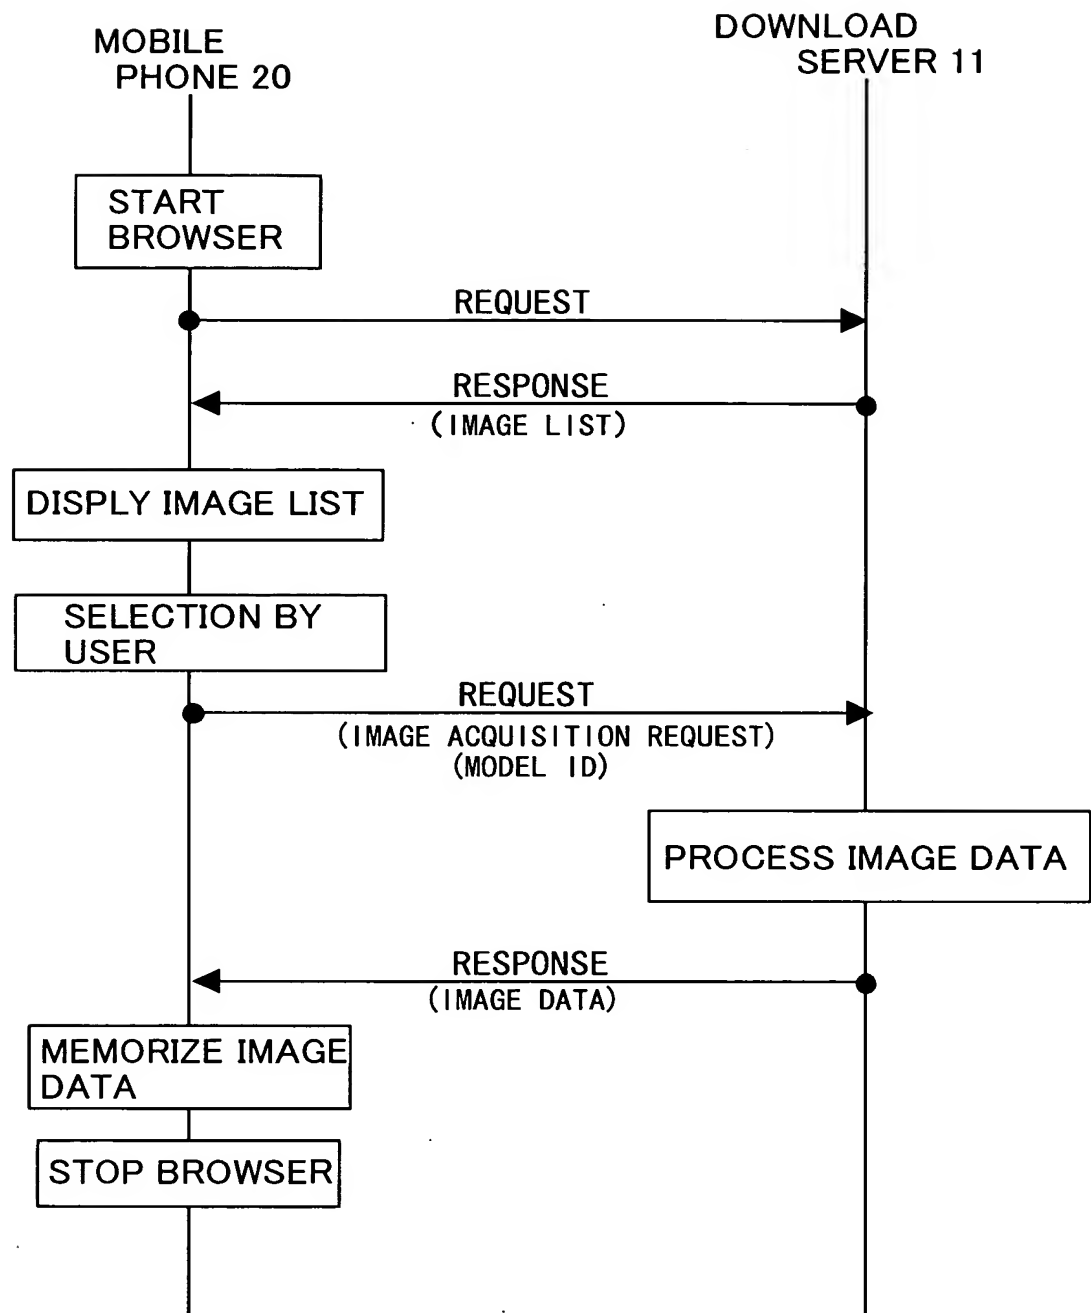 MOBILE
PHONE 20
DOWNLOAD
SERVER 11
START
BROWSER
REQUEST
RESPONSE
(IMAGE LIST)
DISPLY IMAGE LIST
SELECTION BY
USER
REQUEST
(IMAGE ACQUISITION REQUEST)
(MODEL ID)
PROCESS IMAGE DATA
RESPONSE
(IMAGE DATA)
MEMORIZE IMAGE
DATA
STOP BROWSER